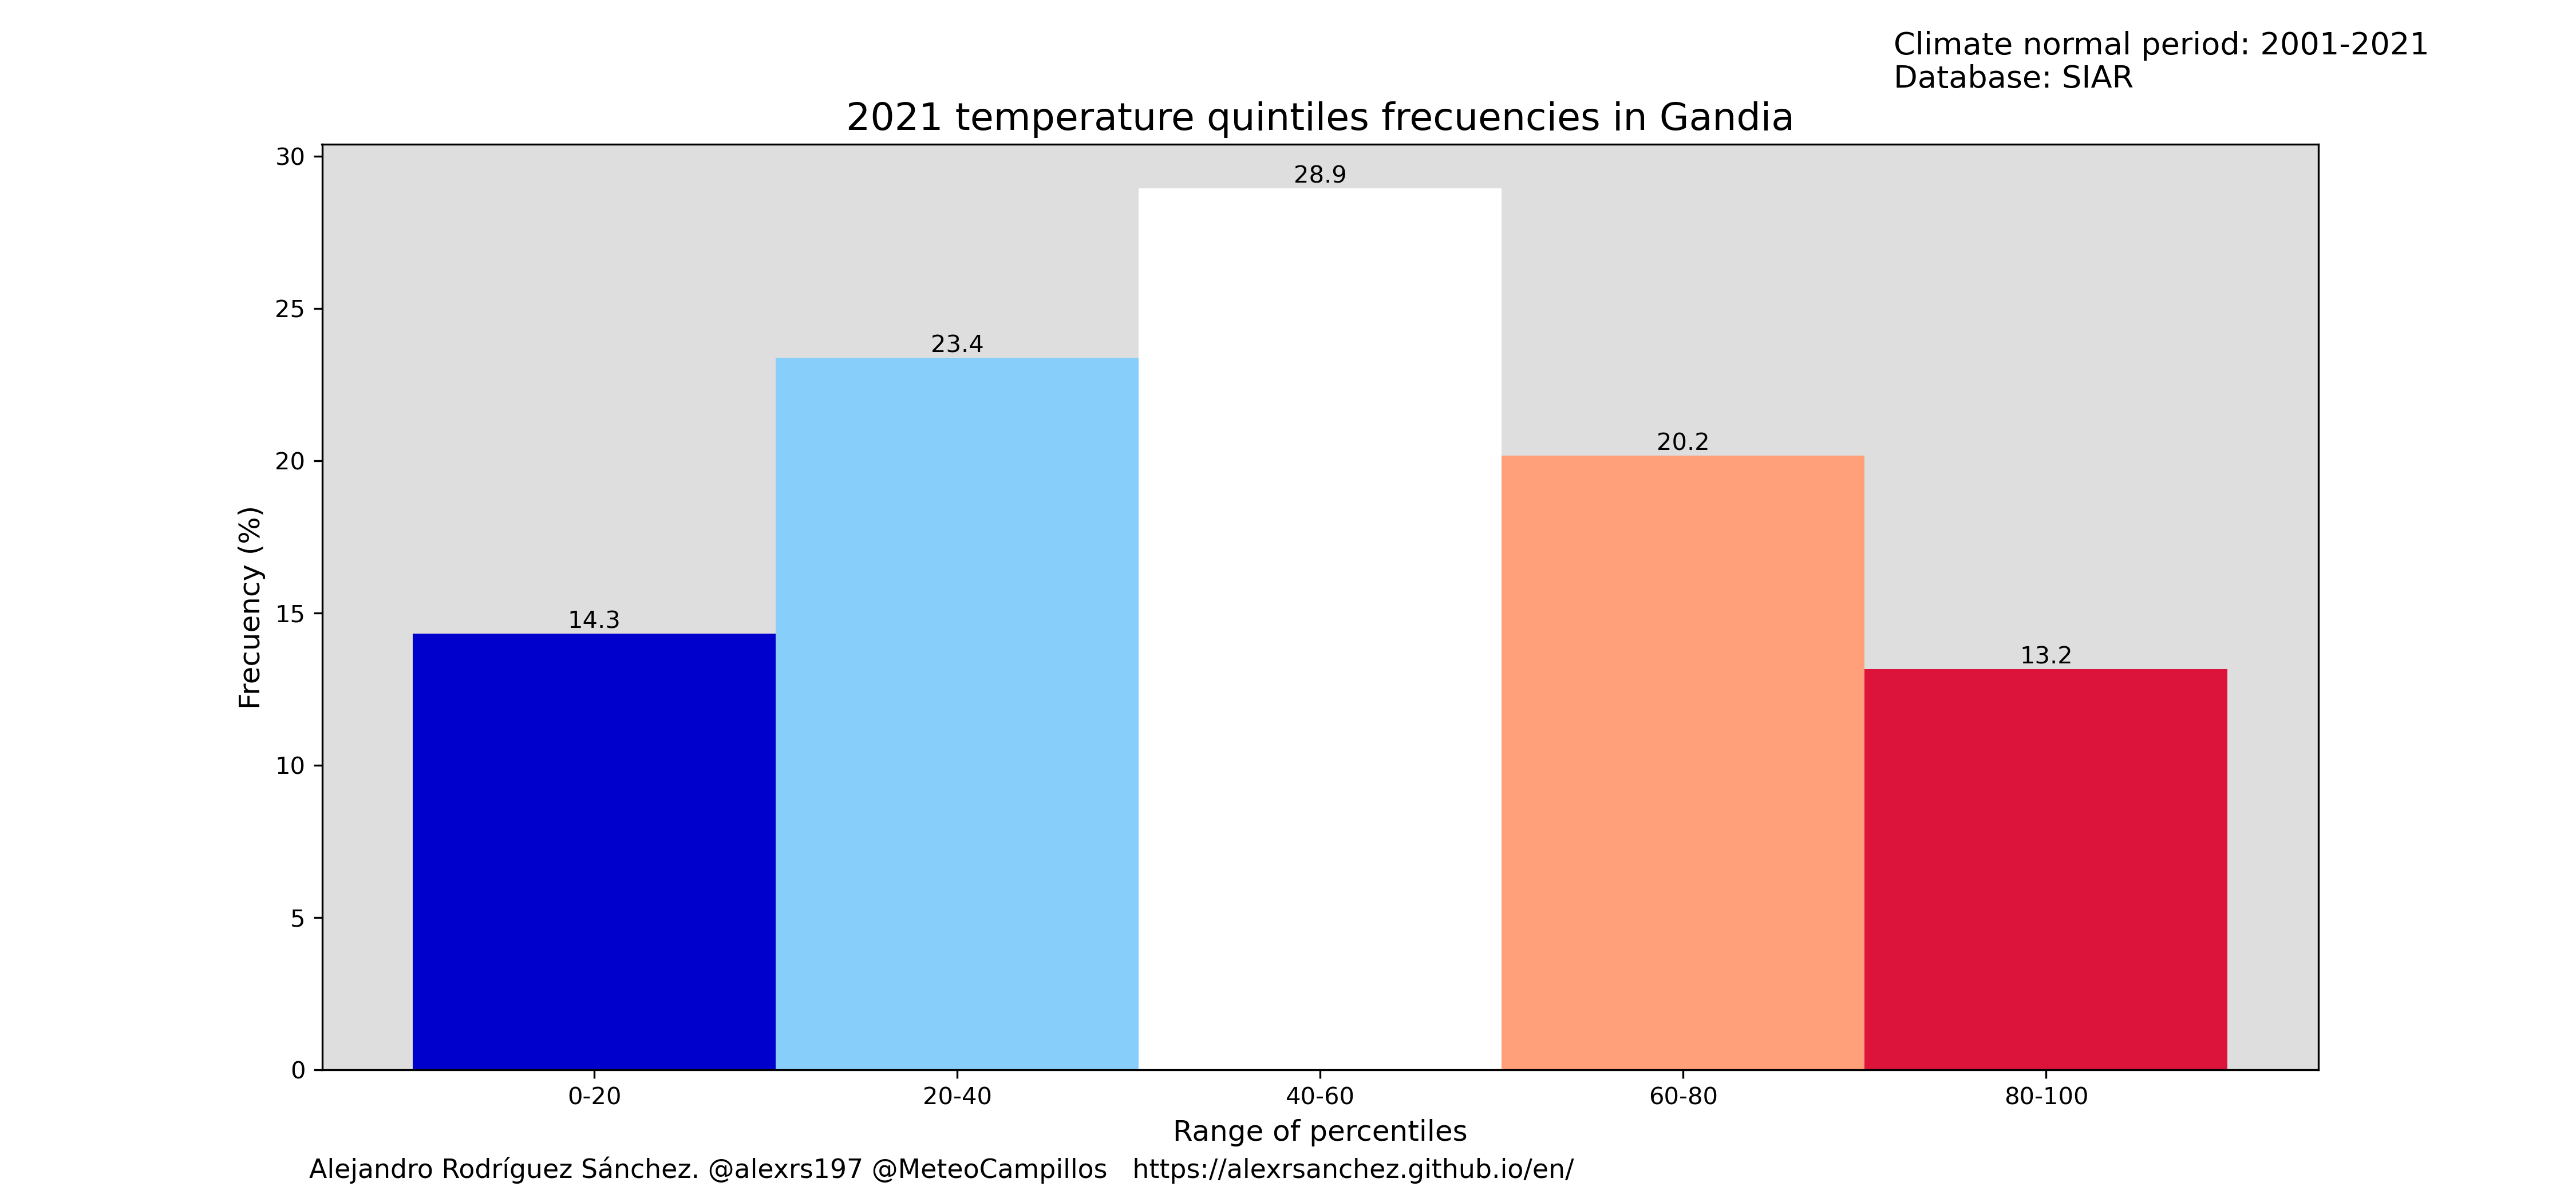 Climate normal period: 2001-2021
Database: SIAR
2021 temperature quintiles frecuencies in Gandia
30
25
20
15
10
5
0
Frecuency (%)
14.3
23.4
28.9
20.2
13.2
0-20
20-40
40-60
60-80
80-100
Range of percentiles
Alejandro Rodríguez Sánchez. @alexrs197 @MeteoCampillos https://alexrsanchez.github.io/en/